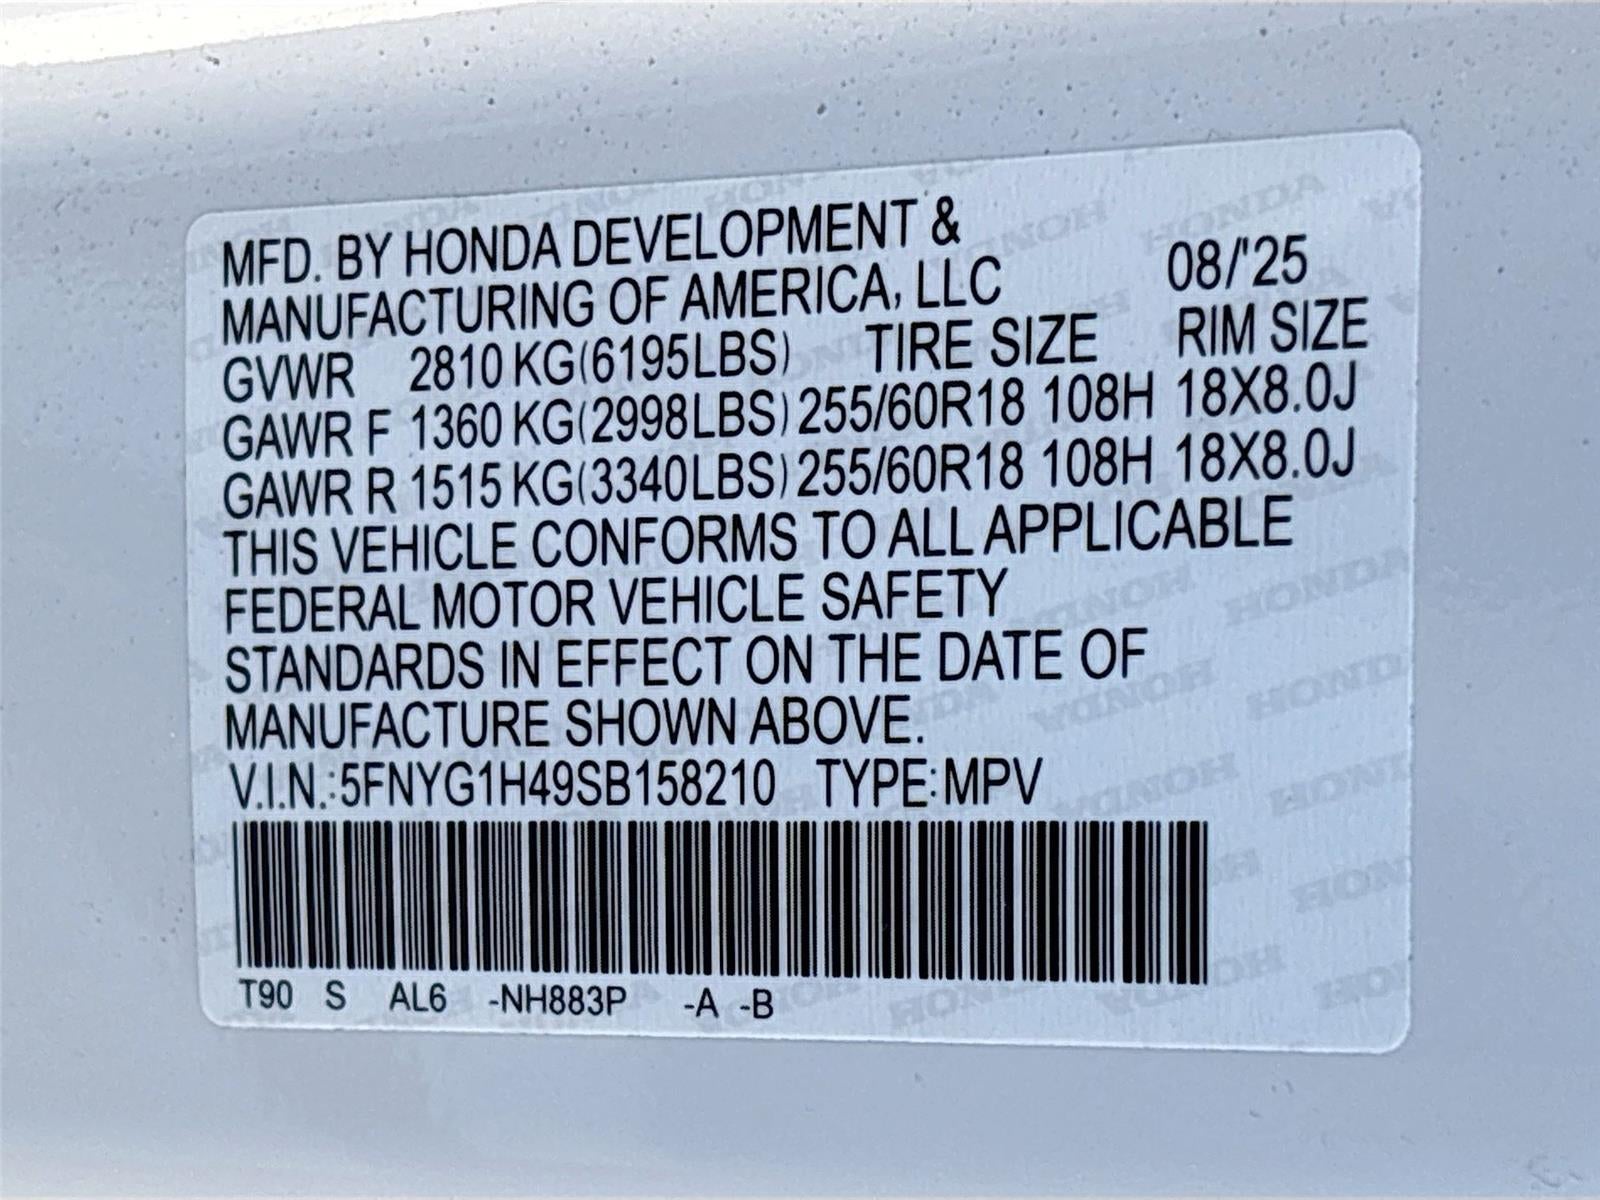 MFD. BY HONDA DEVELOPMENT &
MANUFACTURING OF AMERICA, LLC 08/'25
GVWR 2810 KG(6195LBS) TIRE SIZE RIM SIZE
GAWR F 1360 KG(2998LBS) 255/60R18 108H 18X8.0J
GAWR R 1515 KG(3340LBS) 255/60R18 108H 18X8.0J
THIS VEHICLE CONFORMS TO ALL APPLICABLE
FEDERAL MOTOR VEHICLE SAFETY
STANDARDS IN EFFECT ON THE DATE OF
MANUFACTURE SHOWN ABOVE.
V.I.N.:5FNYG1H49SB158210 TYPE:MPV
T90 S AL6 -NH883P -A -B